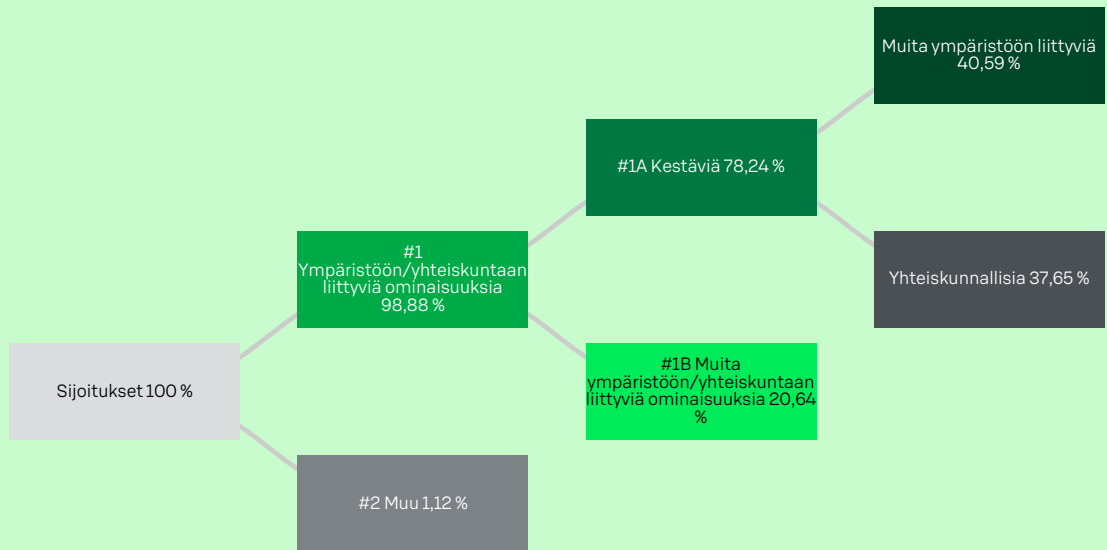 Muita ympäristöön liittyviä
40,59 %
#1A Kestäviä 78,24 %
#1
Ympäristöön/yhteiskuntaan
liittyviä ominaisuuksia
98,88 %
Yhteiskunnallisia 37,65 %
Sijoitukset 100 %
#1B Muita
ympäristöön/yhteiskuntaan
liittyviä ominaisuuksia 20,64
%
#2 Muu 1,12 %